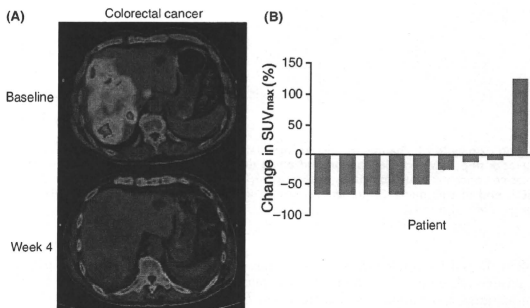 (A)
Colorectal cancer
Baseline
Week 4
(B)
Change in SUVmax (%)
150
100
50
0
−50
−100
Patient